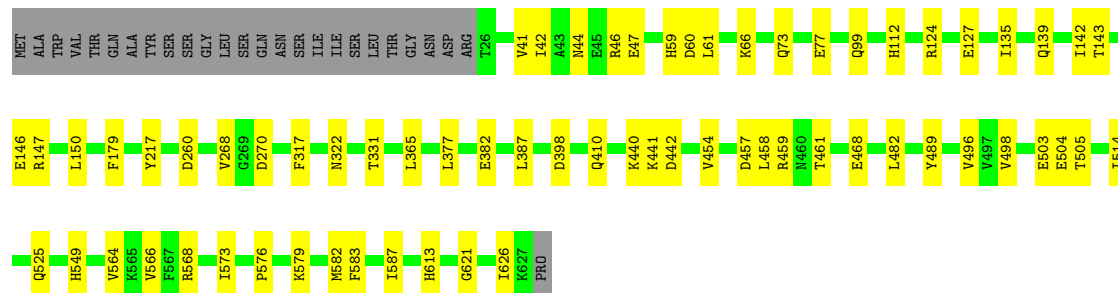 MET ALA TRP VAL THR GLN ALA TYR SER SER GLY LEU SER GLN ASN SER ILE ILE SER LEU THR GLY ASN ASP ARG T26 V41 I42 A43 N44 E45 R46 E47 H59 D60 L61 K66 Q73 E77 Q99 H112 R124 E127 I135 Q139 I142 T143
E146 R147 L150 F179 Y217 D260 V268 G269 D270 F317 N322 T331 L365 L377 E382 L387 D398 Q410 K440 K441 D442 V454 D457 L458 R459 N460 T461 E468 L482 Y489 V496 V497 V498 E503 E504 T505 I514
Q525 H549 V564 K565 V566 F567 R568 I573 P576 K579 M582 F583 I587 H613 G621 I626 K627 PRO